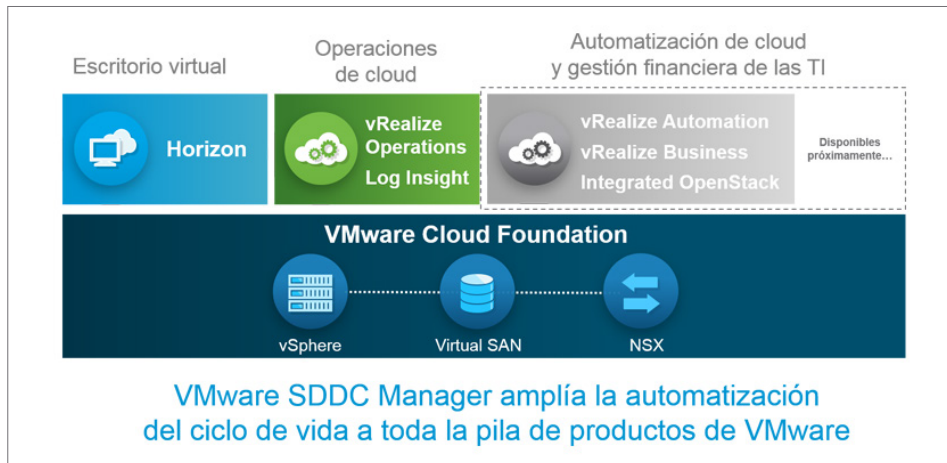 Escritorio virtual
Operaciones
de cloud
Automatización de cloud
y gestión financiera de las TI
Horizon
vRealize
Operations
Log Insight
vRealize Automation
vRealize Business
Integrated OpenStack
Disponibles
próximamente...
VMware Cloud Foundation
vSphere
Virtual SAN
NSX
VMware SDDC Manager amplía la automatización
del ciclo de vida a toda la pila de productos de VMware